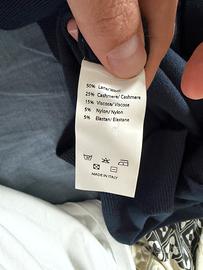 50% Lana/Wool
25% Cashmere/ Cashmere
15% Viscosa/ Viscose
5% Nylon/ Nylon
5% Elastan/ Elastane
MADE IN ITALY